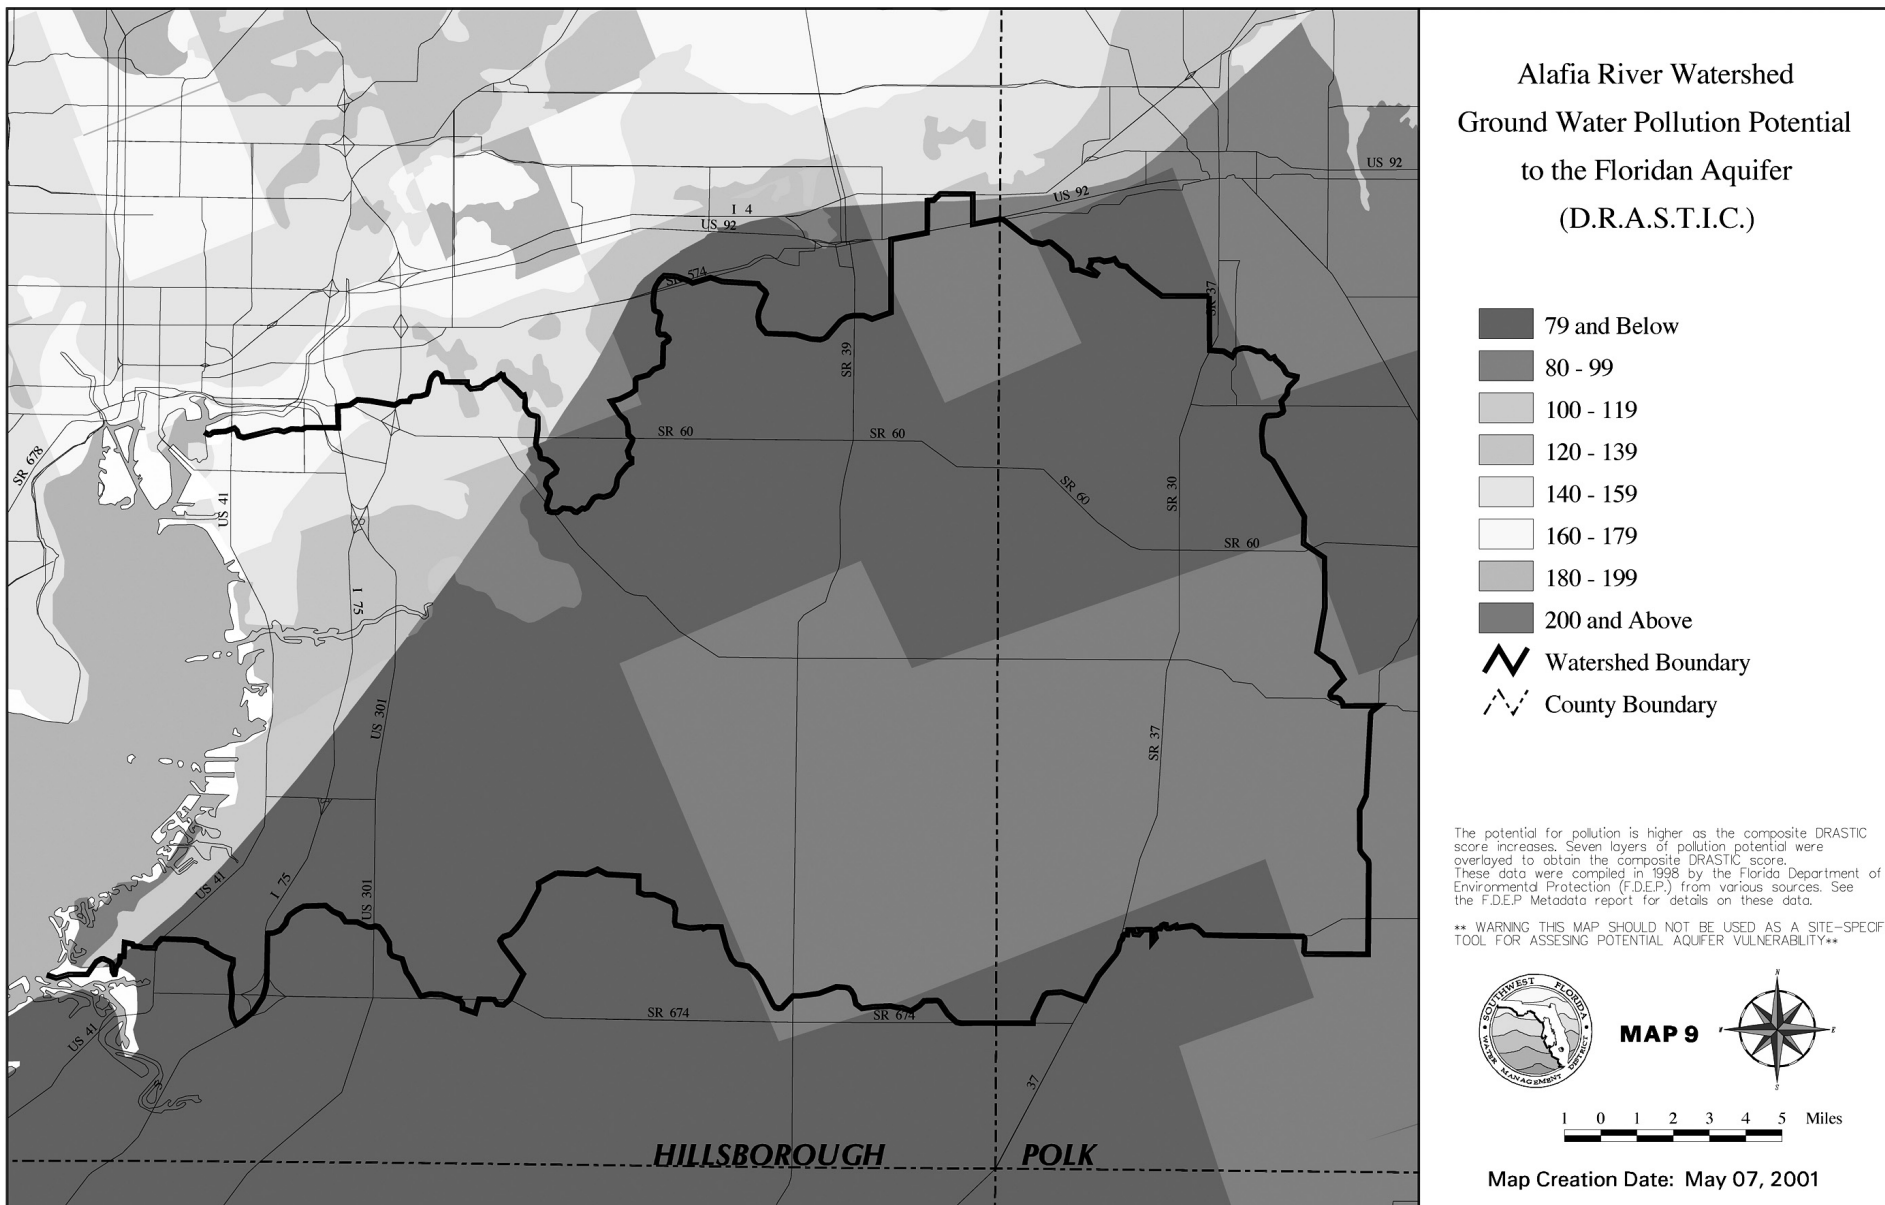 Alafia River Watershed
Ground Water Pollution Potential
to the Floridan Aquifer
(D.R.A.S.T.I.C.)
79 and Below
80 - 99
100 - 119
120 - 139
140 - 159
160 - 179
180 - 199
200 and Above
Watershed Boundary
County Boundary
The potential for pollution is higher as the composite DRASTIC
score increases. Seven layers of pollution potential were
overlayed to obtain the composite DRASTIC score.
These data were compiled in 1998 by the Florida Department of
Environmental Protection (F.D.E.P.) from various sources. See
the F.D.E.P Metadata report for details on these data.
** WARNING THIS MAP SHOULD NOT BE USED AS A SITE-SPECIF
TOOL FOR ASSESING POTENTIAL AQUIFER VULNERABILITY**
SOUTHWEST FLORIDA
WATER MANAGEMENT DISTRICT
MAP 9
N
W
E
S
1 0 1 2 3 4 5 Miles
Map Creation Date: May 07, 2001
US 92
US 92
I 4
US 92
SR 574
SR 37
SR 39
SR 60
SR 60
SR 60
SR 60
SR 30
SR 678
US 41
I 75
US 301
SR 37
US 41
I 75
US 301
SR 674
SR 674
US 41
37
HILLSBOROUGH
POLK